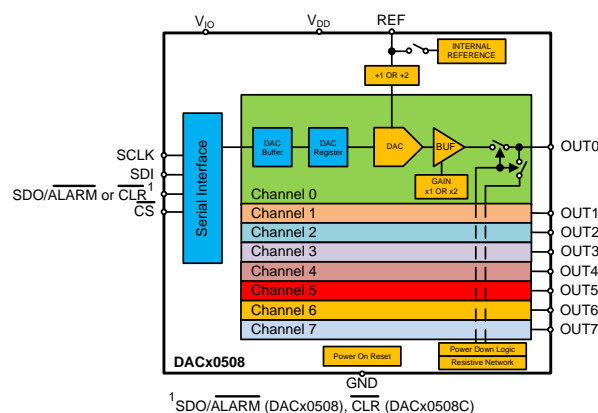 V_IO V_DD REF
INTERNAL
REFERENCE
÷1 OR ÷2
DAC
Buffer
DAC
Register
DAC
BUF
GAIN
x1 OR x2
Channel 0
OUT0
Serial Interface
SCLK
SDI
SDO/ALARM or CLR¹
CS
Channel 1 OUT1
Channel 2 OUT2
Channel 3 OUT3
Channel 4 OUT4
Channel 5 OUT5
Channel 6 OUT6
Channel 7 OUT7
DACx0508
Power On Reset
Power Down Logic
Resistive Network
GND
¹SDO/ALARM (DACx0508), CLR (DACx0508C)